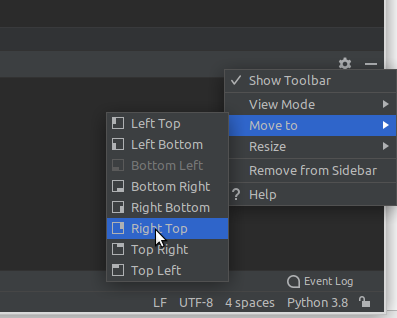 Show Toolbar
View Mode
Move to
Resize
Remove from Sidebar
? Help
Left Top
Left Bottom
Bottom Left
Bottom Right
Right Bottom
Right Top
Top Right
Top Left
Event Log
LF UTF-8 4 spaces Python 3.8